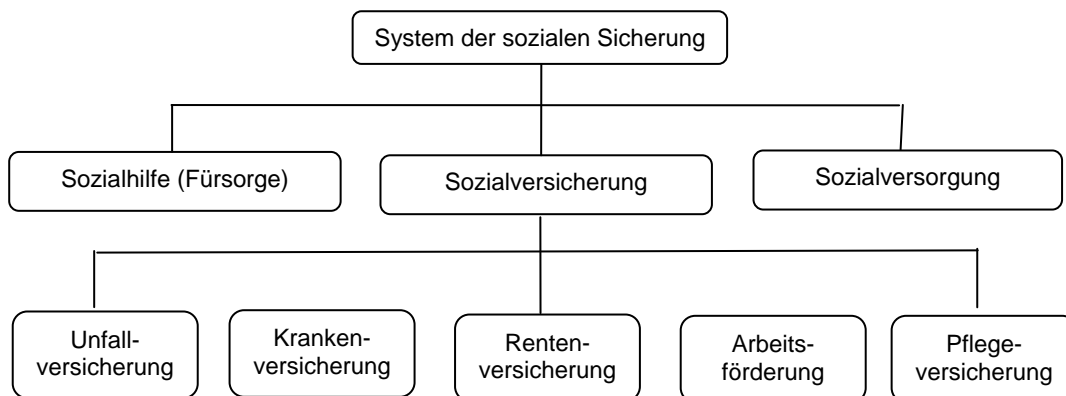 System der sozialen Sicherung
Sozialhilfe (Fürsorge)
Sozialversicherung
Sozialversorgung
Unfall-
versicherung
Kranken-
versicherung
Renten-
versicherung
Arbeits-
förderung
Pflege-
versicherung